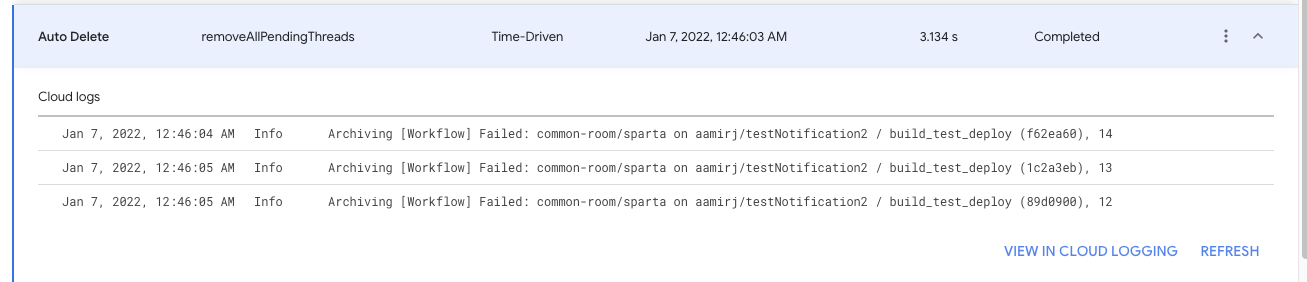 Auto Delete removeAllPendingThreads Time-Driven Jan 7, 2022, 12:46:03 AM 3.134 s Completed
Cloud logs
Jan 7, 2022, 12:46:04 AM Info Archiving [Workflow] Failed: common-room/sparta on aamirj/testNotification2 / build_test_deploy (f62ea60), 14
Jan 7, 2022, 12:46:05 AM Info Archiving [Workflow] Failed: common-room/sparta on aamirj/testNotification2 / build_test_deploy (1c2a3eb), 13
Jan 7, 2022, 12:46:05 AM Info Archiving [Workflow] Failed: common-room/sparta on aamirj/testNotification2 / build_test_deploy (89d0900), 12
VIEW IN CLOUD LOGGING REFRESH